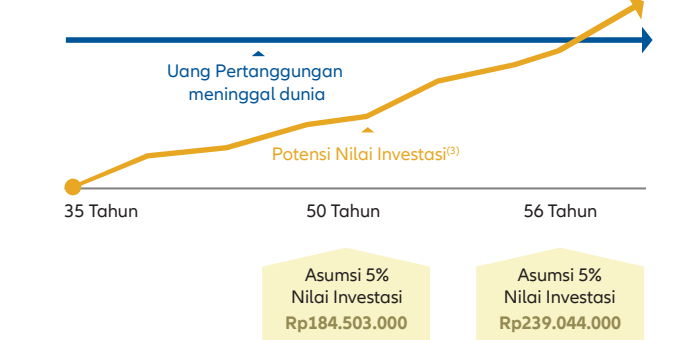 Uang Pertanggungan
meninggal dunia
Potensi Nilai Investasi(3)
35 Tahun
50 Tahun
56 Tahun
Asumsi 5%
Nilai Investasi
Rp184.503.000
Asumsi 5%
Nilai Investasi
Rp239.044.000